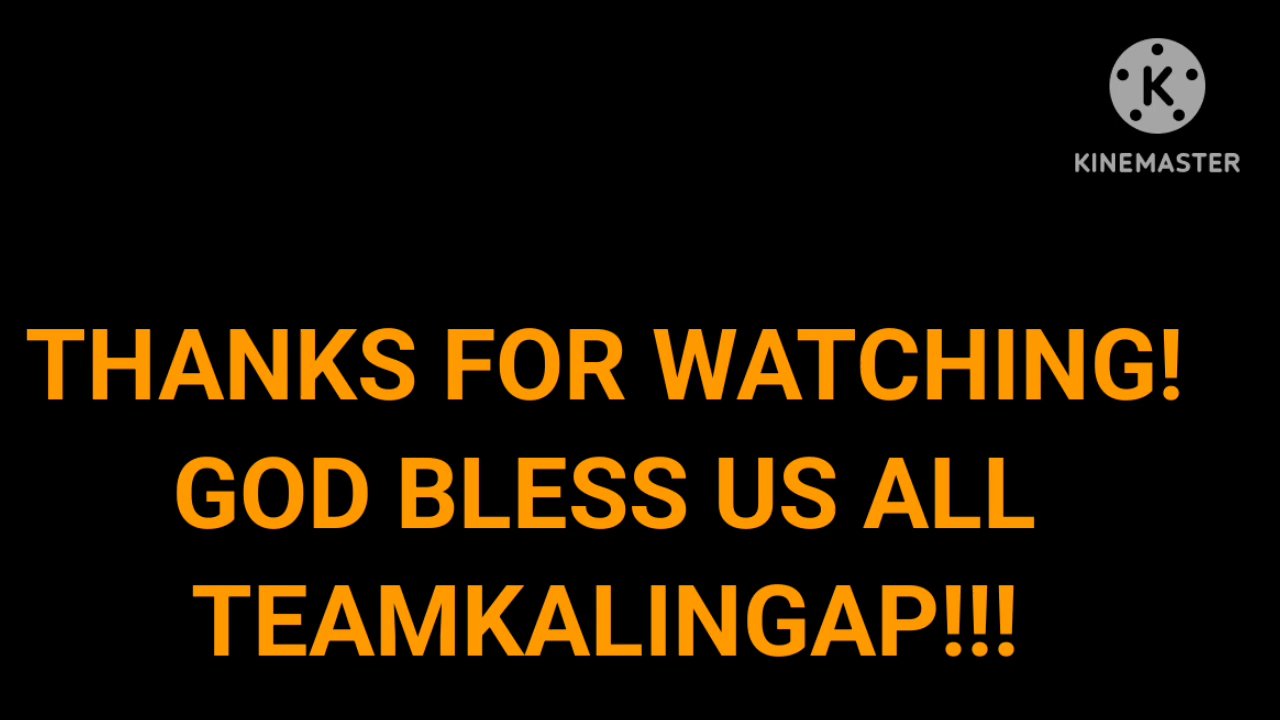 K
KINEMASTER
THANKS FOR WATCHING!
GOD BLESS US ALL
TEAMKALINGAP!!!